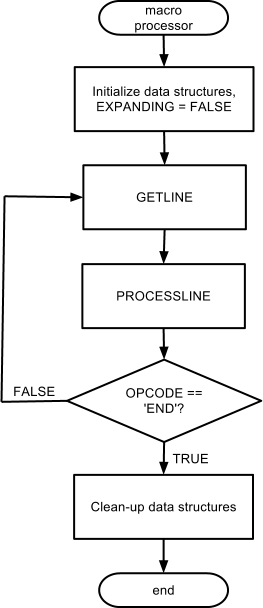 macro
processor
Initialize data structures,
EXPANDING = FALSE
GETLINE
PROCESSLINE
OPCODE ==
'END'?
FALSE
TRUE
Clean-up data structures
end